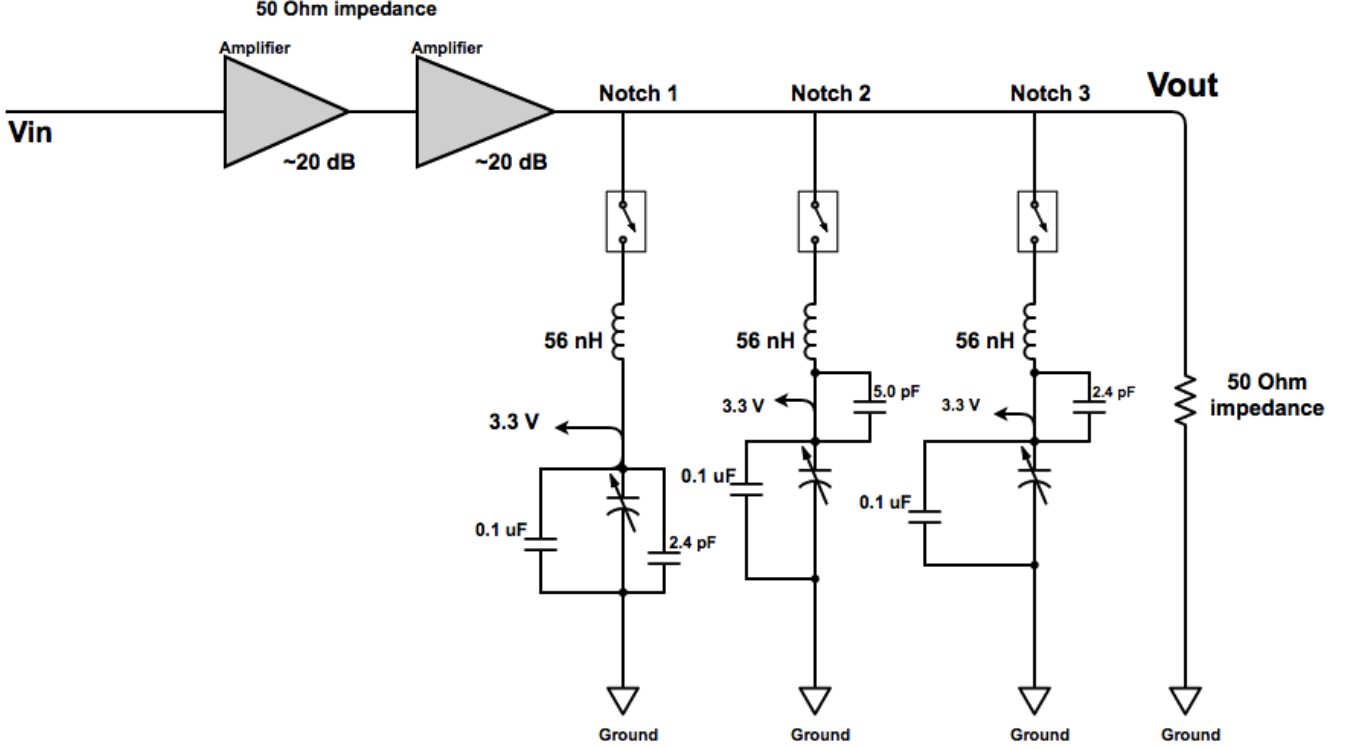 50 Ohm impedance
Amplifier
Amplifier
Notch 1
Notch 2
Notch 3
Vout
Vin
~20 dB
~20 dB
56 nH
56 nH
56 nH
50 Ohm
impedance
5.0 pF
2.4 pF
3.3 V
3.3 V
3.3 V
0.1 uF
0.1 uF
0.1 uF
2.4 pF
Ground
Ground
Ground
Ground